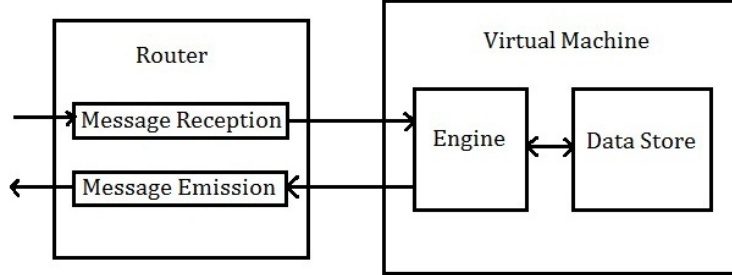 Router
Virtual Machine
Message Reception
Engine
Data Store
Message Emission